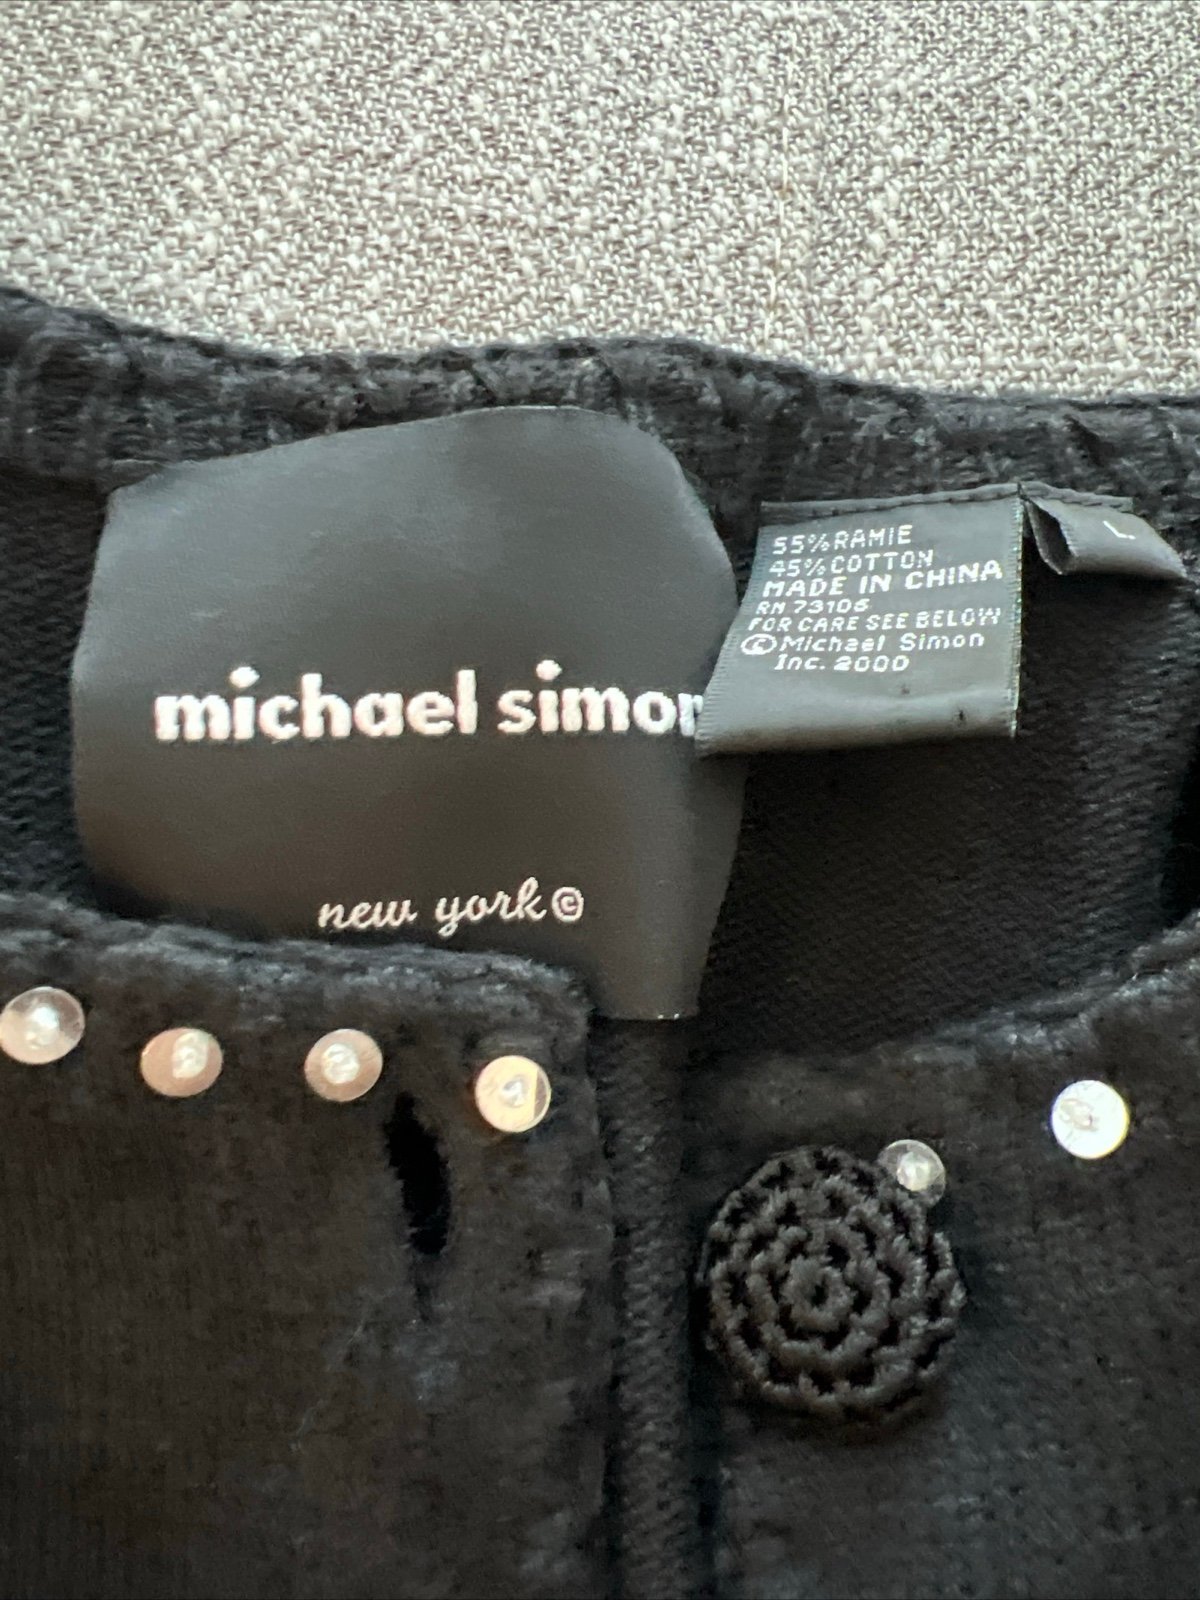 michael simon
new york©
55% RAMIE
45% COTTON
MADE IN CHINA
RN 73106
FOR CARE SEE BELOW
© Michael Simon
Inc. 2000
L